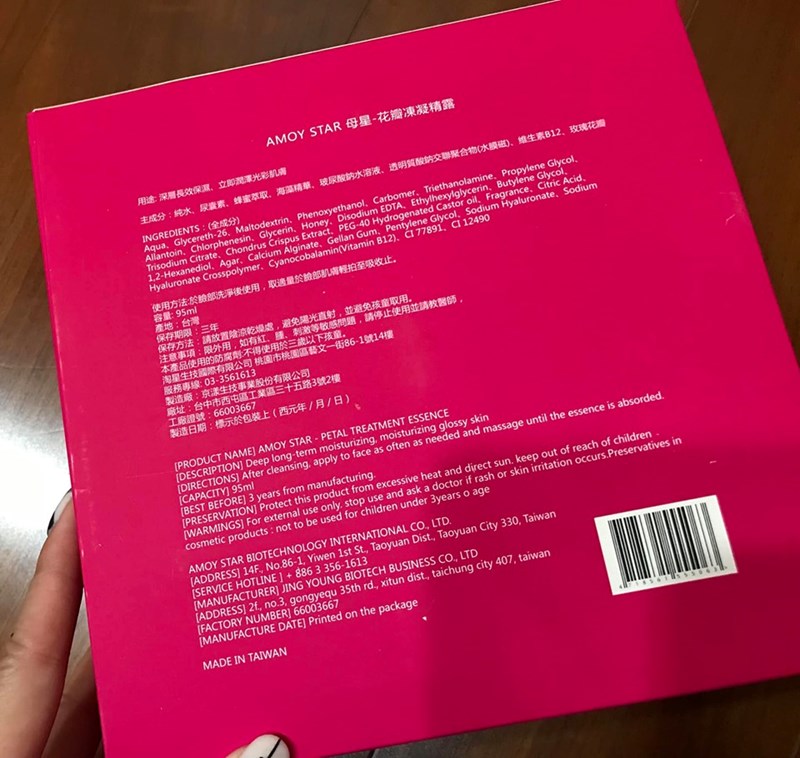 AMOY STAR 母星-花瓣凍凝精露
用途: 深層長效保濕、立即潤澤光彩肌膚
主成分：純水、尿囊素、蜂蜜萃取、海藻精華、玻尿酸鈉水溶液、透明質酸鈉交聯聚合物(水膜磁)、維生素B12、玫瑰花瓣
INGREDIENTS：(全成分)
Aqua, Glycereth-26, Maltodextrin, Phenoxyethanol, Carbomer, Triethanolamine, Propylene Glycol,
Allantoin, Chlorphenesin, Glycerin, Honey, Disodium EDTA, Ethylhexylglycerin, Butylene Glycol,
Trisodium Citrate, Chondrus Crispus Extract, PEG-40 Hydrogenated Castor oil, Fragrance, Citric Acid,
1,2-Hexanediol, Agar, Calcium Alginate, Gellan Gum, Pentylene Glycol, Sodium Hyaluronate, Sodium
Hyaluronate Crosspolymer, Cyanocobalamin(Vitamin B12)、CI 77891、CI 12490
使用方法:於臉部洗淨後使用，取適量於臉部肌膚輕拍至吸收止。
容量: 95ml
產地：台灣
保存期限：三年
保存方法：請放置陰涼乾燥處，避免陽光直射，並避免孩童取用。
注意事項：限外用，如有紅、腫、刺激等敏感問題，請停止使用並請教醫師，
本產品使用的防腐劑:不得使用於三歲以下孩童。
淘星生技國際有限公司 桃園市桃園區藝文一街86-1號14樓
服務專線: 03-3561613
製造廠：京漾生技事業股份有限公司
廠址：台中市西屯區工業區三十五路3號2樓
工廠證號：66003667
製造日期：標示於包裝上（西元年 / 月 / 日）
[PRODUCT NAME] AMOY STAR - PETAL TREATMENT ESSENCE
[DESCRIPTION] Deep long-term moisturizing, moisturizing glossy skin
[DIRECTIONS] After cleansing, apply to face as often as needed and massage until the essence is absorbed.
[CAPACITY] 95ml
[BEST BEFORE] 3 years from manufacturing.
[PRESERVATION] Protect this product from excessive heat and direct sun. keep out of reach of children .
[WARNINGS] For external use only. stop use and ask a doctor if rash or skin irritation occurs.Preservatives in
cosmetic products : not to be used for children under 3years o age
AMOY STAR BIOTECHNOLOGY INTERNATIONAL CO., LTD.
[ADDRESS] 14F., No.86-1, Yiwen 1st St., Taoyuan Dist., Taoyuan City 330, Taiwan
[SERVICE HOTLINE ] + 886 3 356-1613
[MANUFACTURER] JING YOUNG BIOTECH BUSINESS CO., LTD
[ADDRESS] 2f., no.3, gongyequ 35th rd., xitun dist., taichung city 407, taiwan
[FACTORY NUMBER] 66003667
[MANUFACTURE DATE] Printed on the package
MADE IN TAIWAN